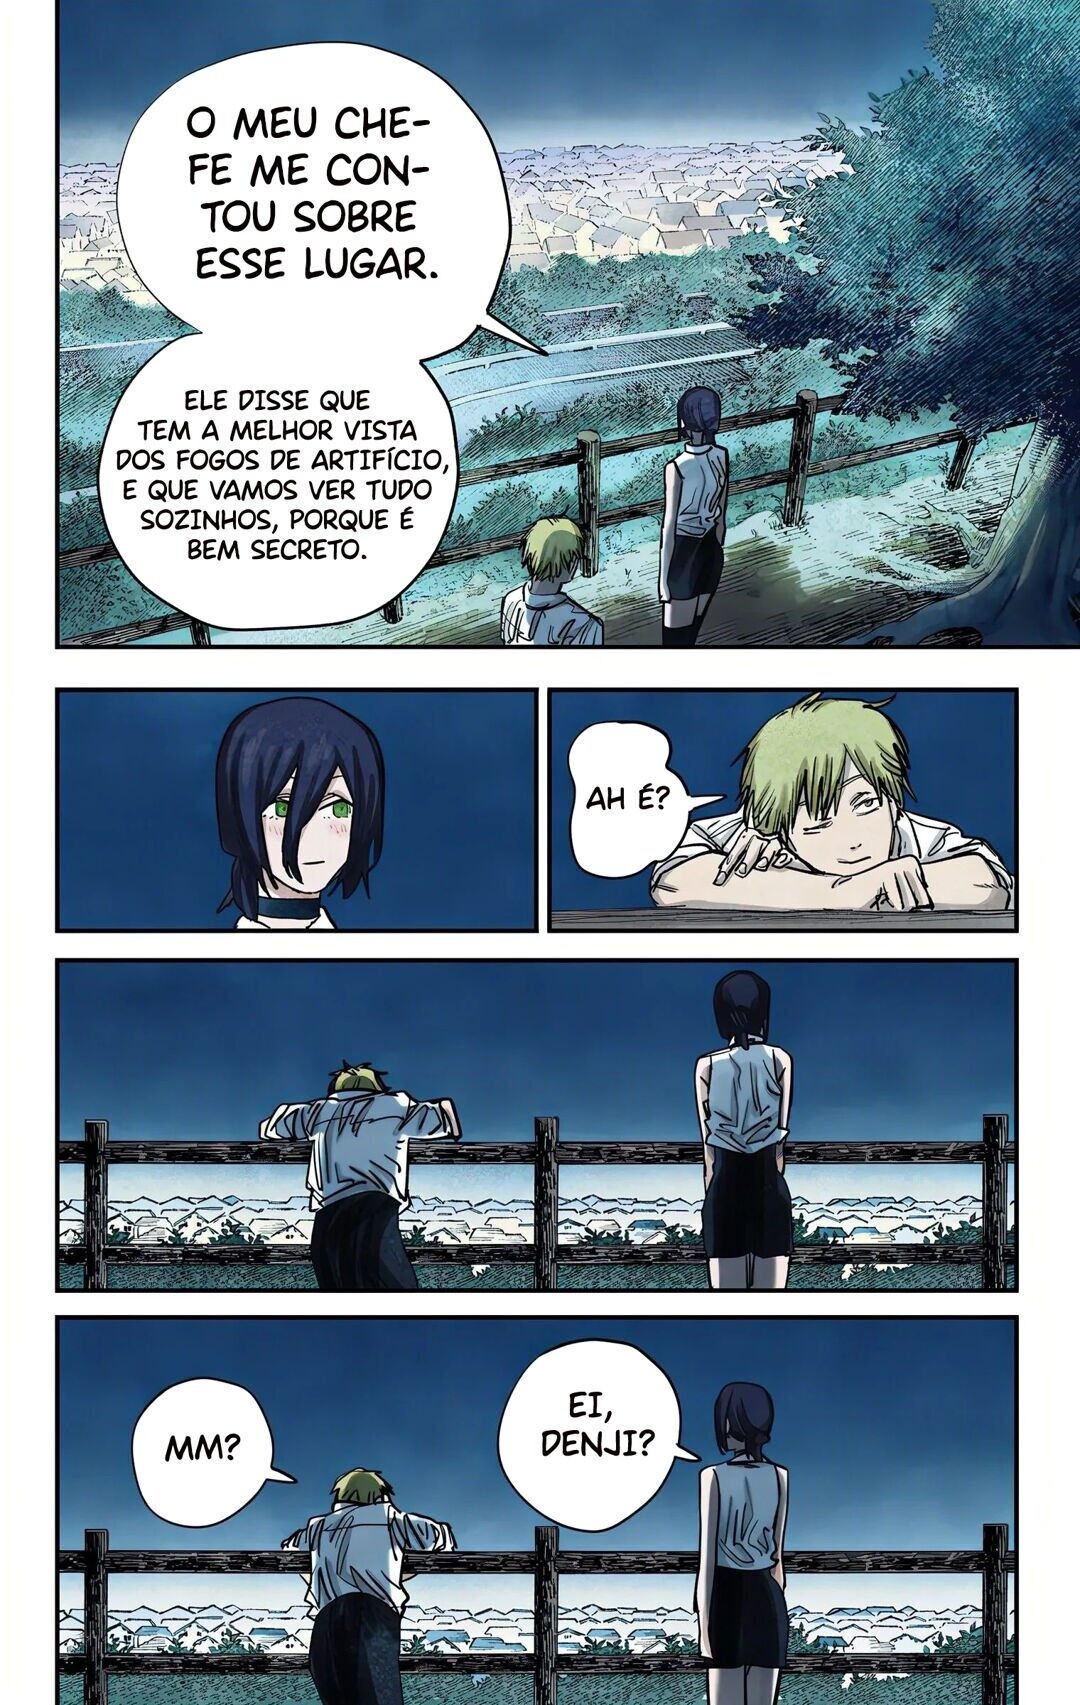 O MEU CHE-
FE ME CON-
TOU SOBRE
ESSE LUGAR.
ELE DISSE QUE
TEM A MELHOR VISTA
DOS FOGOS DE ARTIFÍCIO,
E QUE VAMOS VER TUDO
SOZINHOS, PORQUE É
BEM SECRETO.
AH É?
EI,
DENJI?
MM?